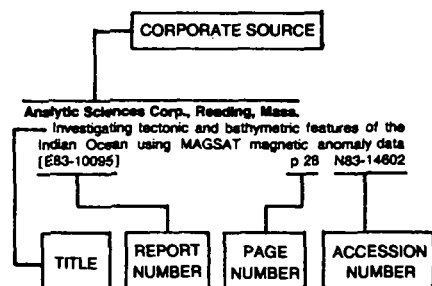 CORPORATE SOURCE
Analytic Sciences Corp., Reading, Mass.
Investigating tectonic and bathymetric features of the
Indian Ocean using MAGSAT magnetic anomaly data
[E83-10095] p 28 N83-14602
TITLE
REPORT
NUMBER
PAGE
NUMBER
ACCESSION
NUMBER